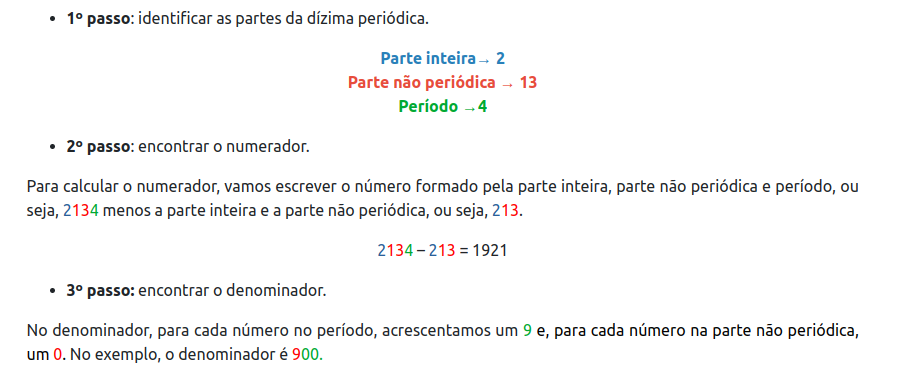 • 1º passo: identificar as partes da dízima periódica.
Parte inteira→ 2
Parte não periódica → 13
Período →4
• 2º passo: encontrar o numerador.
Para calcular o numerador, vamos escrever o número formado pela parte inteira, parte não periódica e período, ou
seja, 2134 menos a parte inteira e a parte não periódica, ou seja, 213.
2134 – 213 = 1921
• 3º passo: encontrar o denominador.
No denominador, para cada número no período, acrescentamos um 9 e, para cada número na parte não periódica,
um 0. No exemplo, o denominador é 900.